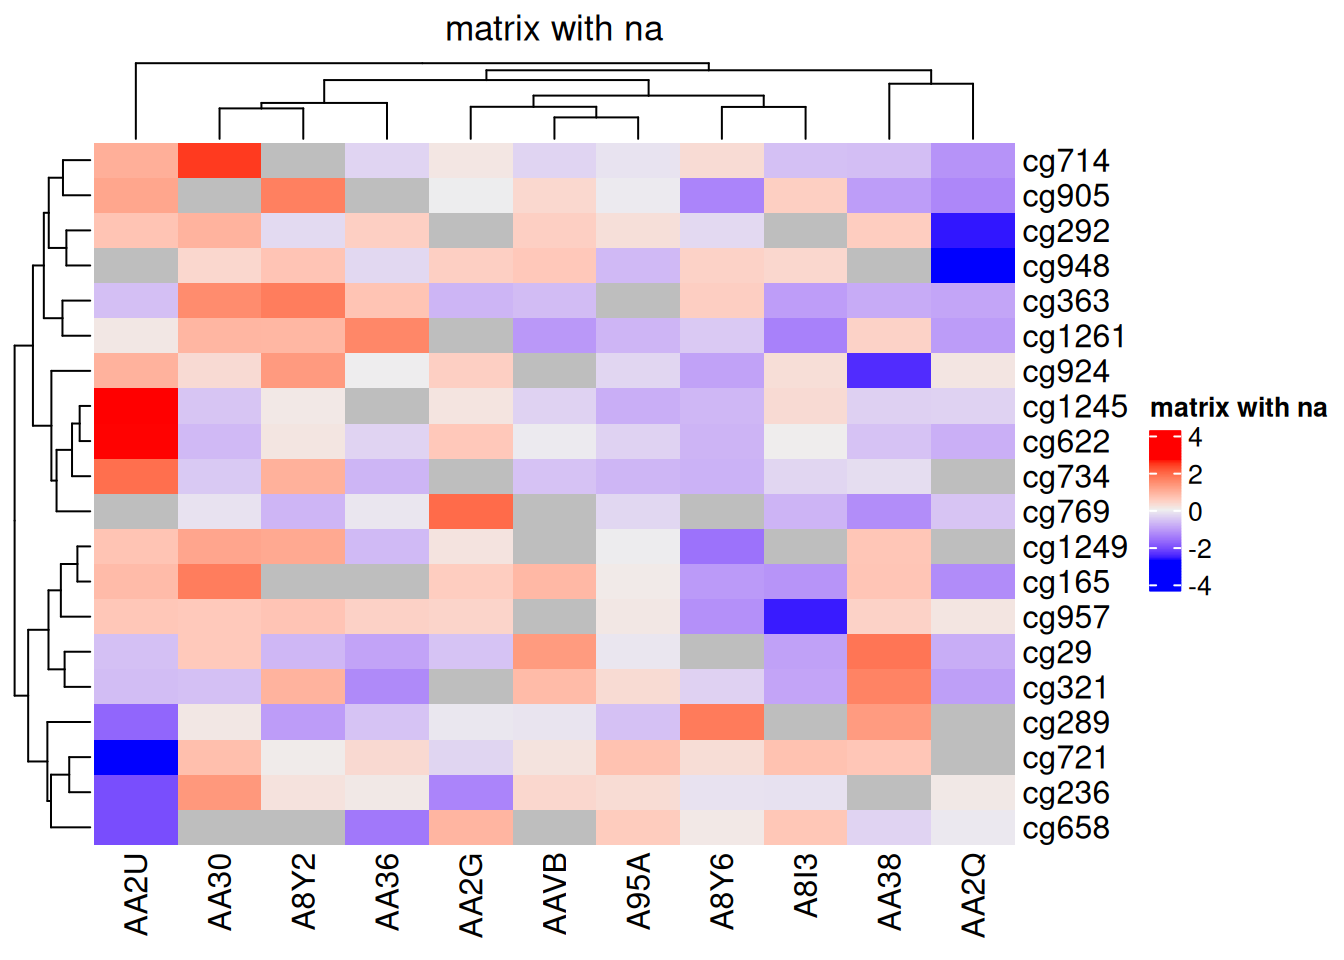 matrix with na
cg714
cg905
cg292
cg948
cg363
cg1261
cg924
cg1245
cg622
cg734
cg769
cg1249
cg165
cg957
cg29
cg321
cg289
cg721
cg236
cg658
matrix with na
4
2
0
-2
-4
AA2U
AA30
A8Y2
AA36
AA2G
AAVB
A95A
A8Y6
A8I3
AA38
AA2Q